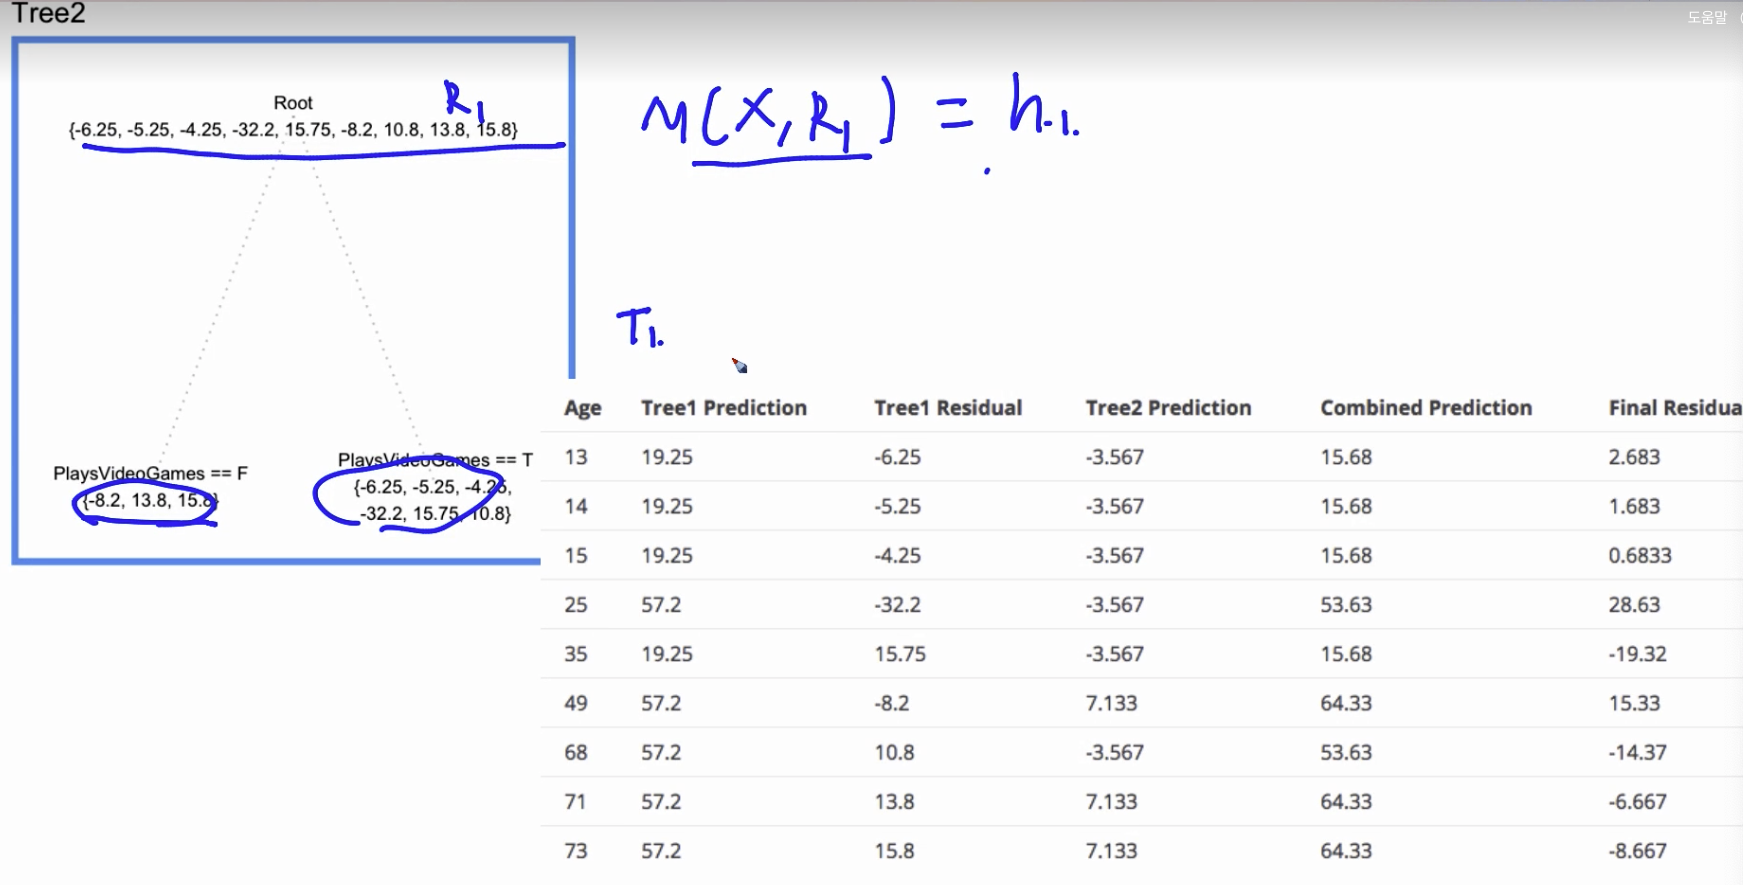 Tree2
도움말
Root
R1
{-6.25, -5.25, -4.25, -32.2, 15.75, -8.2, 10.8, 13.8, 15.8}
M(X, R1) = h1.
T1.
PlaysVideoGames == F
{-8.2, 13.8, 15.8}
PlaysVideoGames == T
{-6.25, -5.25, -4.25,
-32.2, 15.75, 10.8}
Age Tree1 Prediction Tree1 Residual Tree2 Prediction Combined Prediction Final Residua
13 19.25 -6.25 -3.567 15.68 2.683
14 19.25 -5.25 -3.567 15.68 1.683
15 19.25 -4.25 -3.567 15.68 0.6833
25 57.2 -32.2 -3.567 53.63 28.63
35 19.25 15.75 -3.567 15.68 -19.32
49 57.2 -8.2 7.133 64.33 15.33
68 57.2 10.8 -3.567 53.63 -14.37
71 57.2 13.8 7.133 64.33 -6.667
73 57.2 15.8 7.133 64.33 -8.667